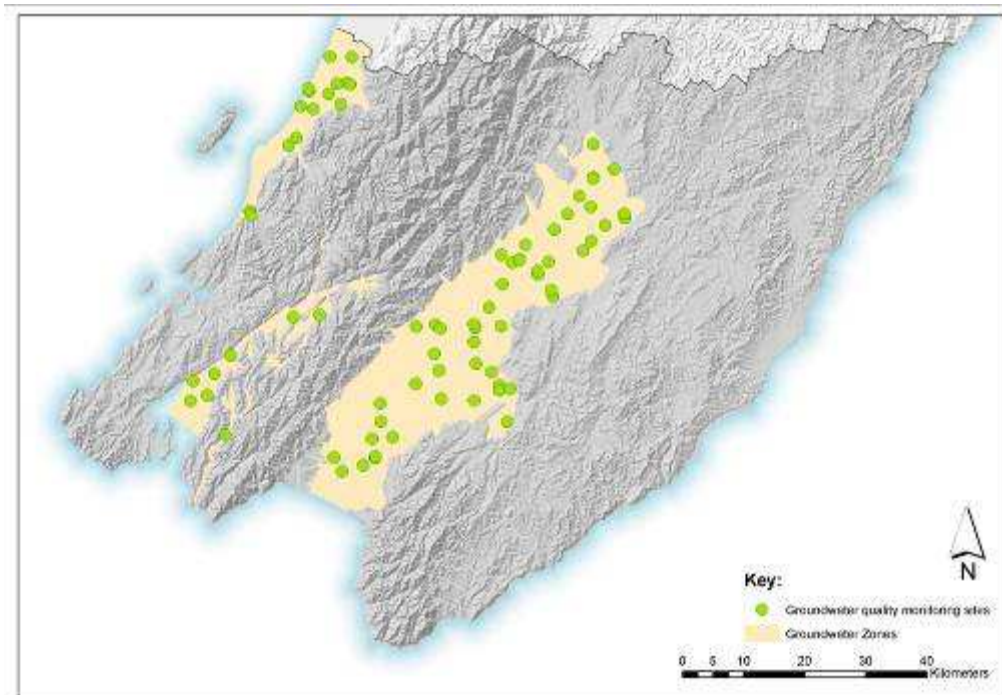 N
Key:
Groundwater quality monitoring sites
Groundwater Zones
0 5 10 20 30 40
Kilometers